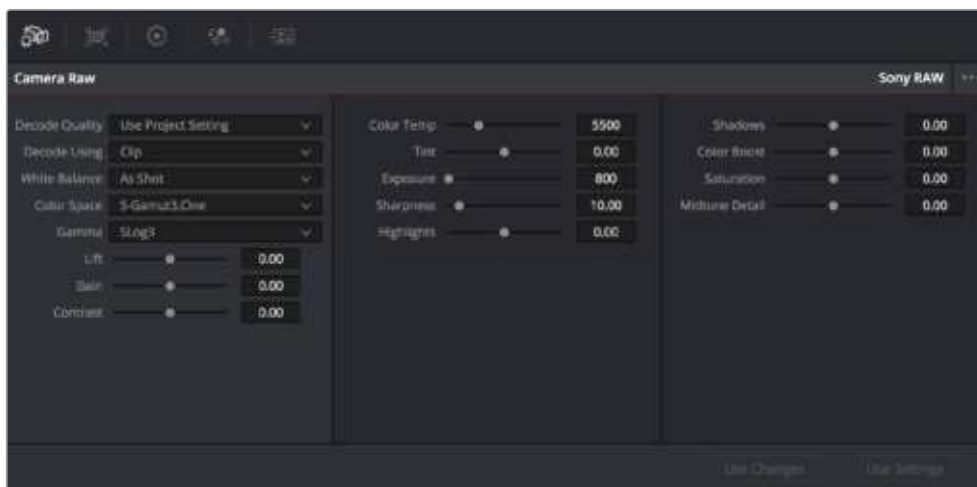 Camera Raw
Sony RAW
Decode Quality Use Project Setting
Decode Using Clip
White Balance As Shot
Color Space S-Gamut3.Cine
Gamma SLog3
Lift 0.00
Gain 0.00
Contrast 0.00
Color Temp 5500
Tint 0.00
Exposure 800
Sharpness 10.00
Highlights 0.00
Shadows 0.00
Color Boost 0.00
Saturation 0.00
Midtone Detail 0.00
Use Changes Use Settings